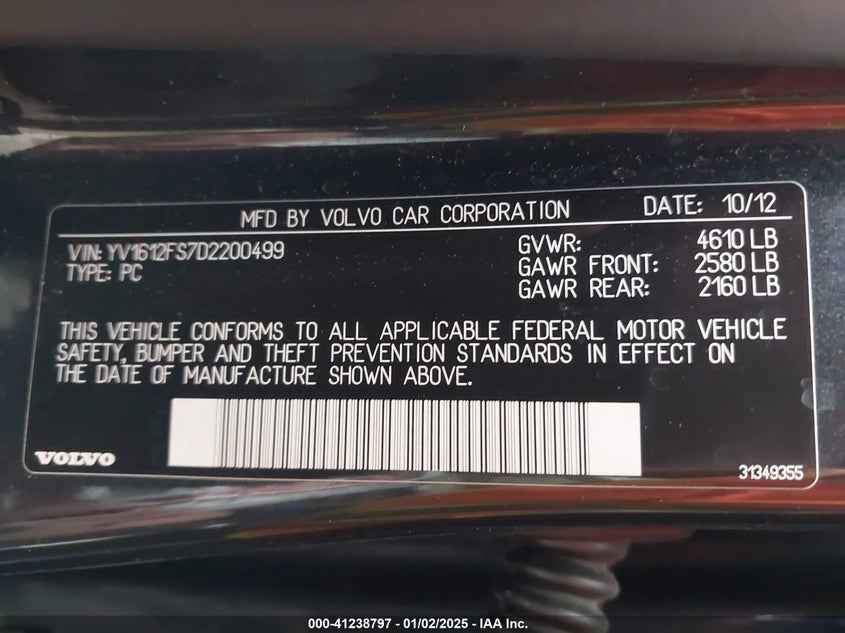 MFD BY VOLVO CAR CORPORATION DATE: 10/12
VIN: YV1612FS7D2200499 GVWR: 4610 LB
TYPE: PC GAWR FRONT: 2580 LB
GAWR REAR: 2160 LB
THIS VEHICLE CONFORMS TO ALL APPLICABLE FEDERAL MOTOR VEHICLE
SAFETY, BUMPER AND THEFT PREVENTION STANDARDS IN EFFECT ON
THE DATE OF MANUFACTURE SHOWN ABOVE.
VOLVO 31349355
000-41238797 - 01/02/2025 - IAA Inc.